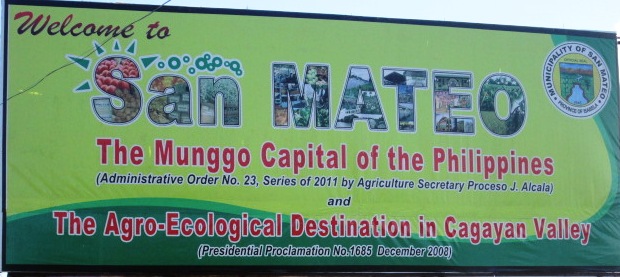 Welcome to
San MATEO
MUNICIPALITY OF SAN MATEO
OFFICIAL SEAL
PROVINCE OF ISABELA
The Munggo Capital of the Philippines
(Administrative Order No. 23, Series of 2011 by Agriculture Secretary Proceso J. Alcala)
and
The Agro-Ecological Destination in Cagayan Valley
(Presidential Proclamation No.1685 December 2008)